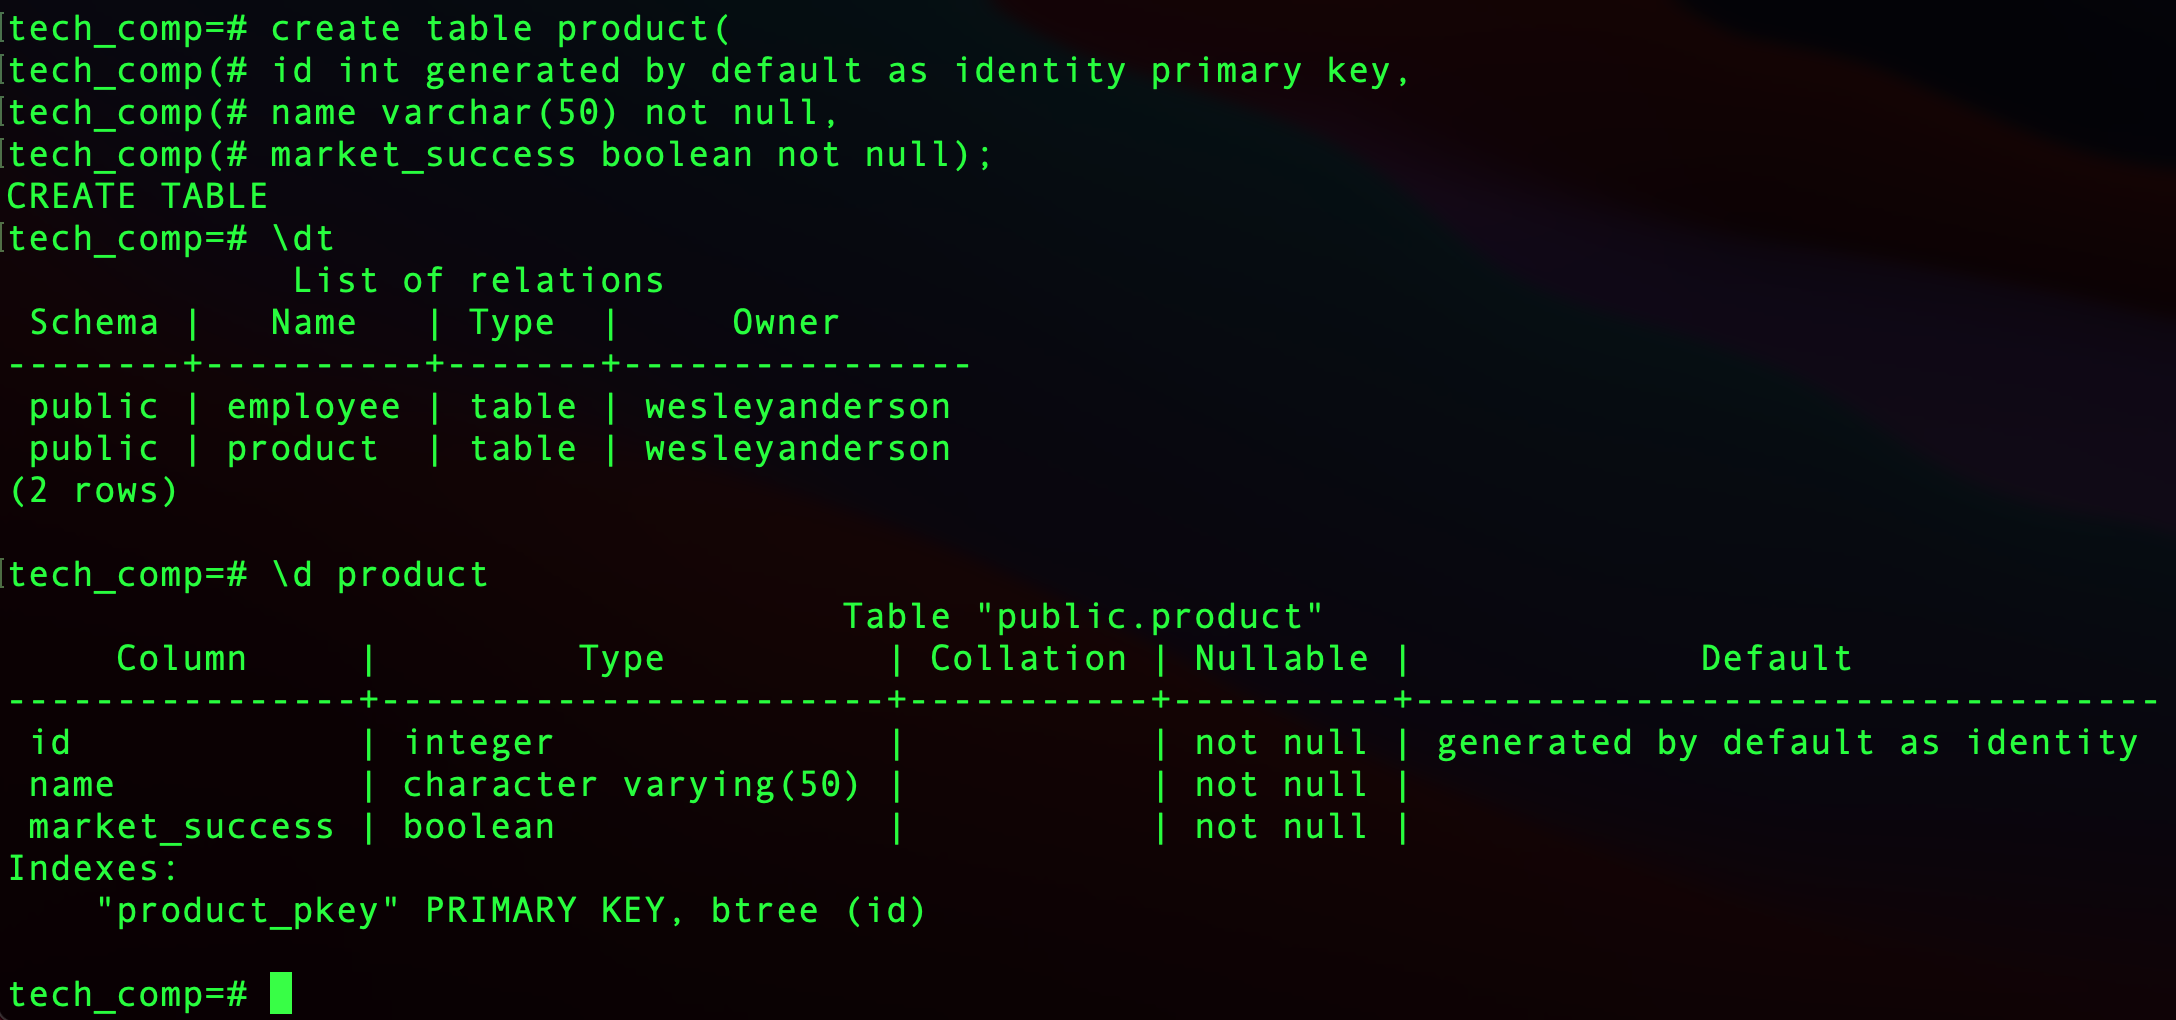 tech_comp=# create table product(
tech_comp(# id int generated by default as identity primary key,
tech_comp(# name varchar(50) not null,
tech_comp(# market_success boolean not null);
CREATE TABLE
tech_comp=# \dt
             List of relations
 Schema |   Name   | Type  |     Owner
--------+----------+-------+----------------
 public | employee | table | wesleyanderson
 public | product  | table | wesleyanderson
(2 rows)
tech_comp=# \d product
                                      Table "public.product"
     Column     |         Type          | Collation | Nullable |             Default
----------------+-----------------------+-----------+----------+----------------------------------
 id             | integer               |           | not null | generated by default as identity
 name           | character varying(50) |           | not null |
 market_success | boolean               |           | not null |
Indexes:
    "product_pkey" PRIMARY KEY, btree (id)
tech_comp=#